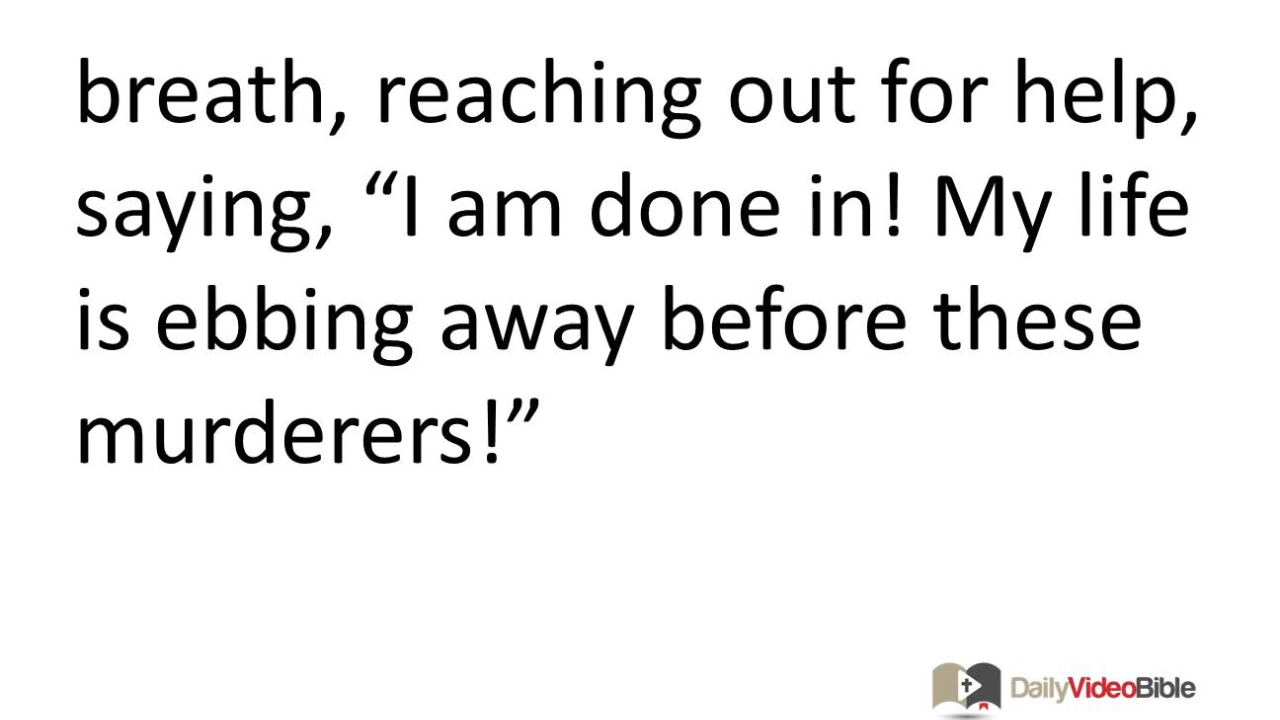 breath, reaching out for help,
saying, “I am done in! My life
is ebbing away before these
murderers!”
DailyVideoBible